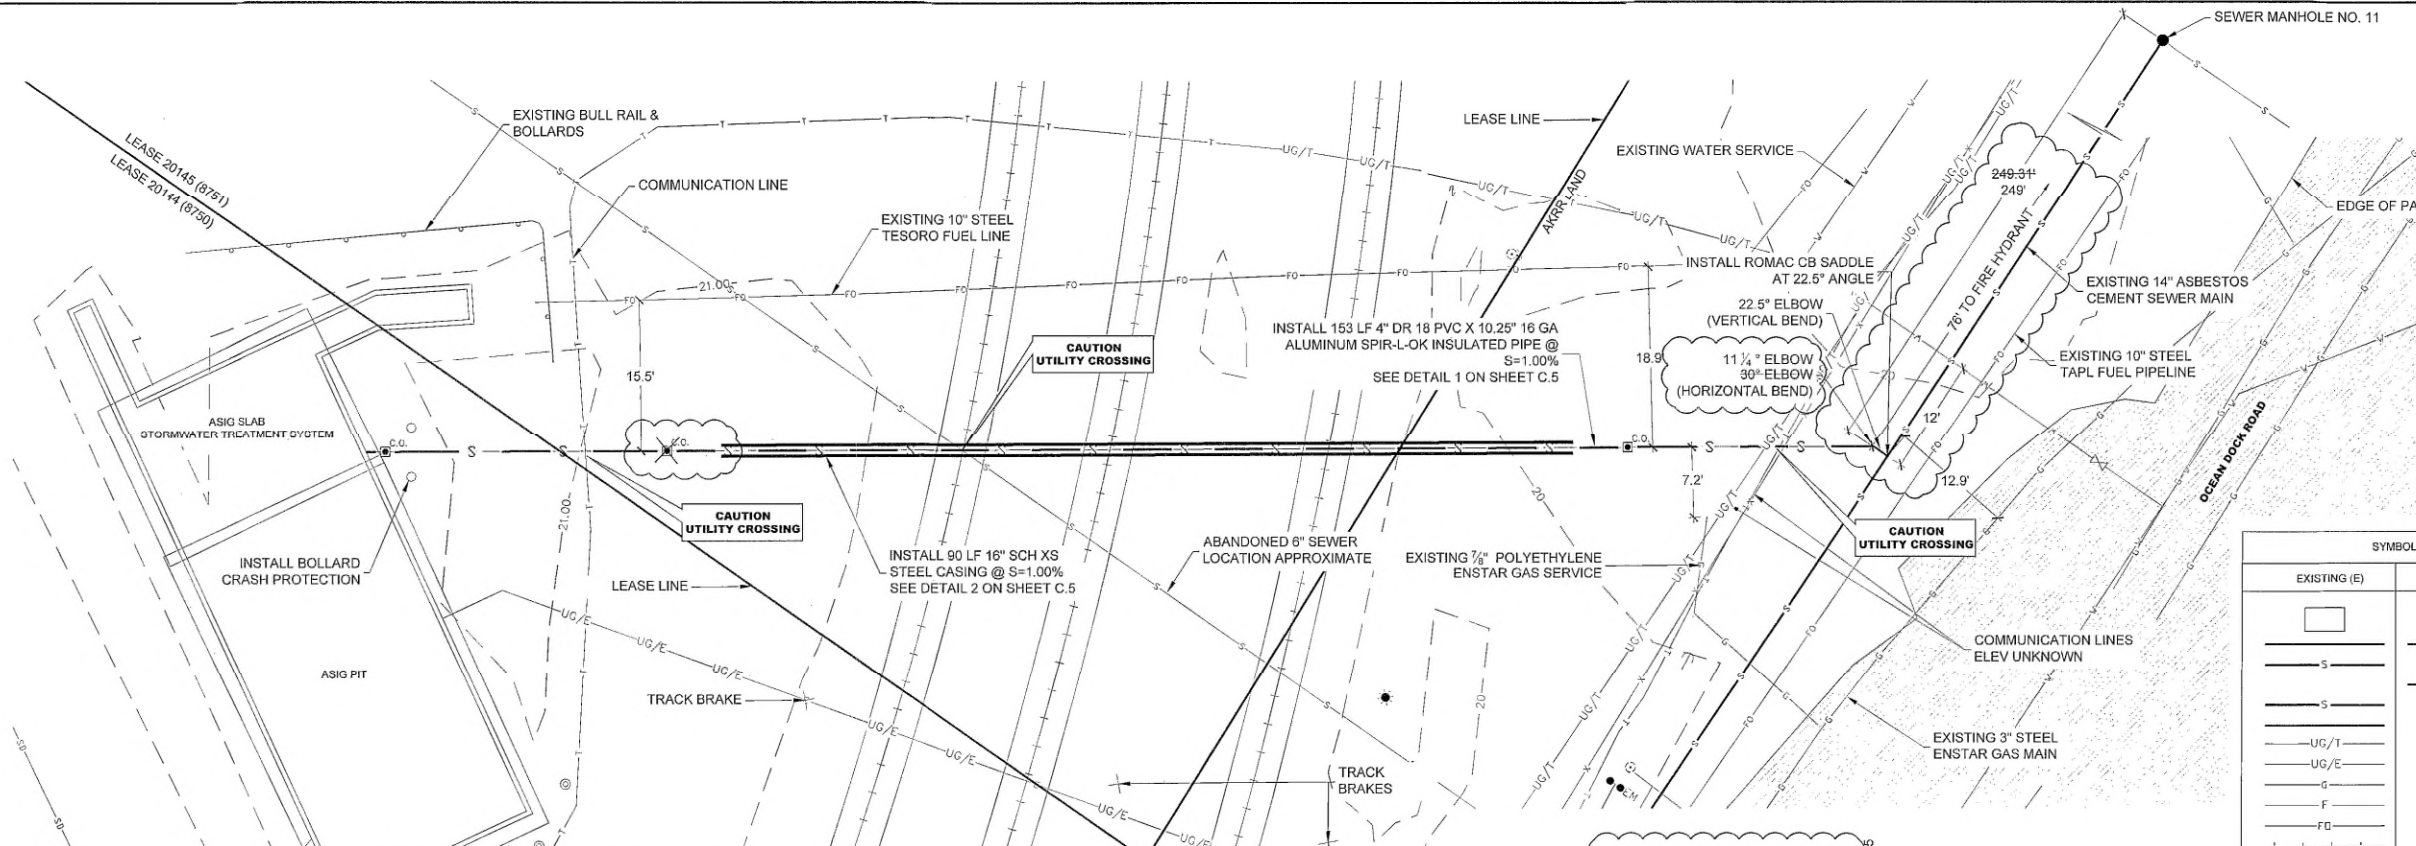 SEWER MANHOLE NO. 11
EXISTING BULL RAIL &
BOLLARDS
LEASE LINE
LEASE 20145 (8751)
LEASE 20144 (8750)
EXISTING WATER SERVICE
COMMUNICATION LINE
249.31'
249'
EDGE OF PA
EXISTING 10" STEEL
TESORO FUEL LINE
AKRR LAND
76' TO FIRE HYDRANT
INSTALL ROMAC CB SADDLE
AT 22.5° ANGLE
EXISTING 14" ASBESTOS
CEMENT SEWER MAIN
21.00
22.5° ELBOW
(VERTICAL BEND)
INSTALL 153 LF 4" DR 18 PVC X 10.25" 16 GA
ALUMINUM SPIR-L-OK INSULATED PIPE @
S=1.00%
SEE DETAIL 1 ON SHEET C.5
CAUTION
UTILITY CROSSING
18.9
11 ¼ ° ELBOW
30° ELBOW
(HORIZONTAL BEND)
EXISTING 10" STEEL
TAPL FUEL PIPELINE
20
15.5'
12'
ASIG SLAB
STORMWATER TREATMENT SYSTEM
C.O.
C.O.
C.O.
OCEAN DOCK ROAD
7.2'
12.9'
21.00
20
CAUTION
UTILITY CROSSING
CAUTION
UTILITY CROSSING
INSTALL BOLLARD
CRASH PROTECTION
INSTALL 90 LF 16" SCH XS
STEEL CASING @ S=1.00%
SEE DETAIL 2 ON SHEET C.5
ABANDONED 6" SEWER
LOCATION APPROXIMATE
EXISTING ⅞" POLYETHYLENE
ENSTAR GAS SERVICE
LEASE LINE
SYMBOL
EXISTING (E)
COMMUNICATION LINES
ELEV UNKNOWN
ASIG PIT
TRACK BRAKE
20
EXISTING 3" STEEL
ENSTAR GAS MAIN
TRACK
BRAKES
EM
S
S
UG/T
UG/E
G
F
FO